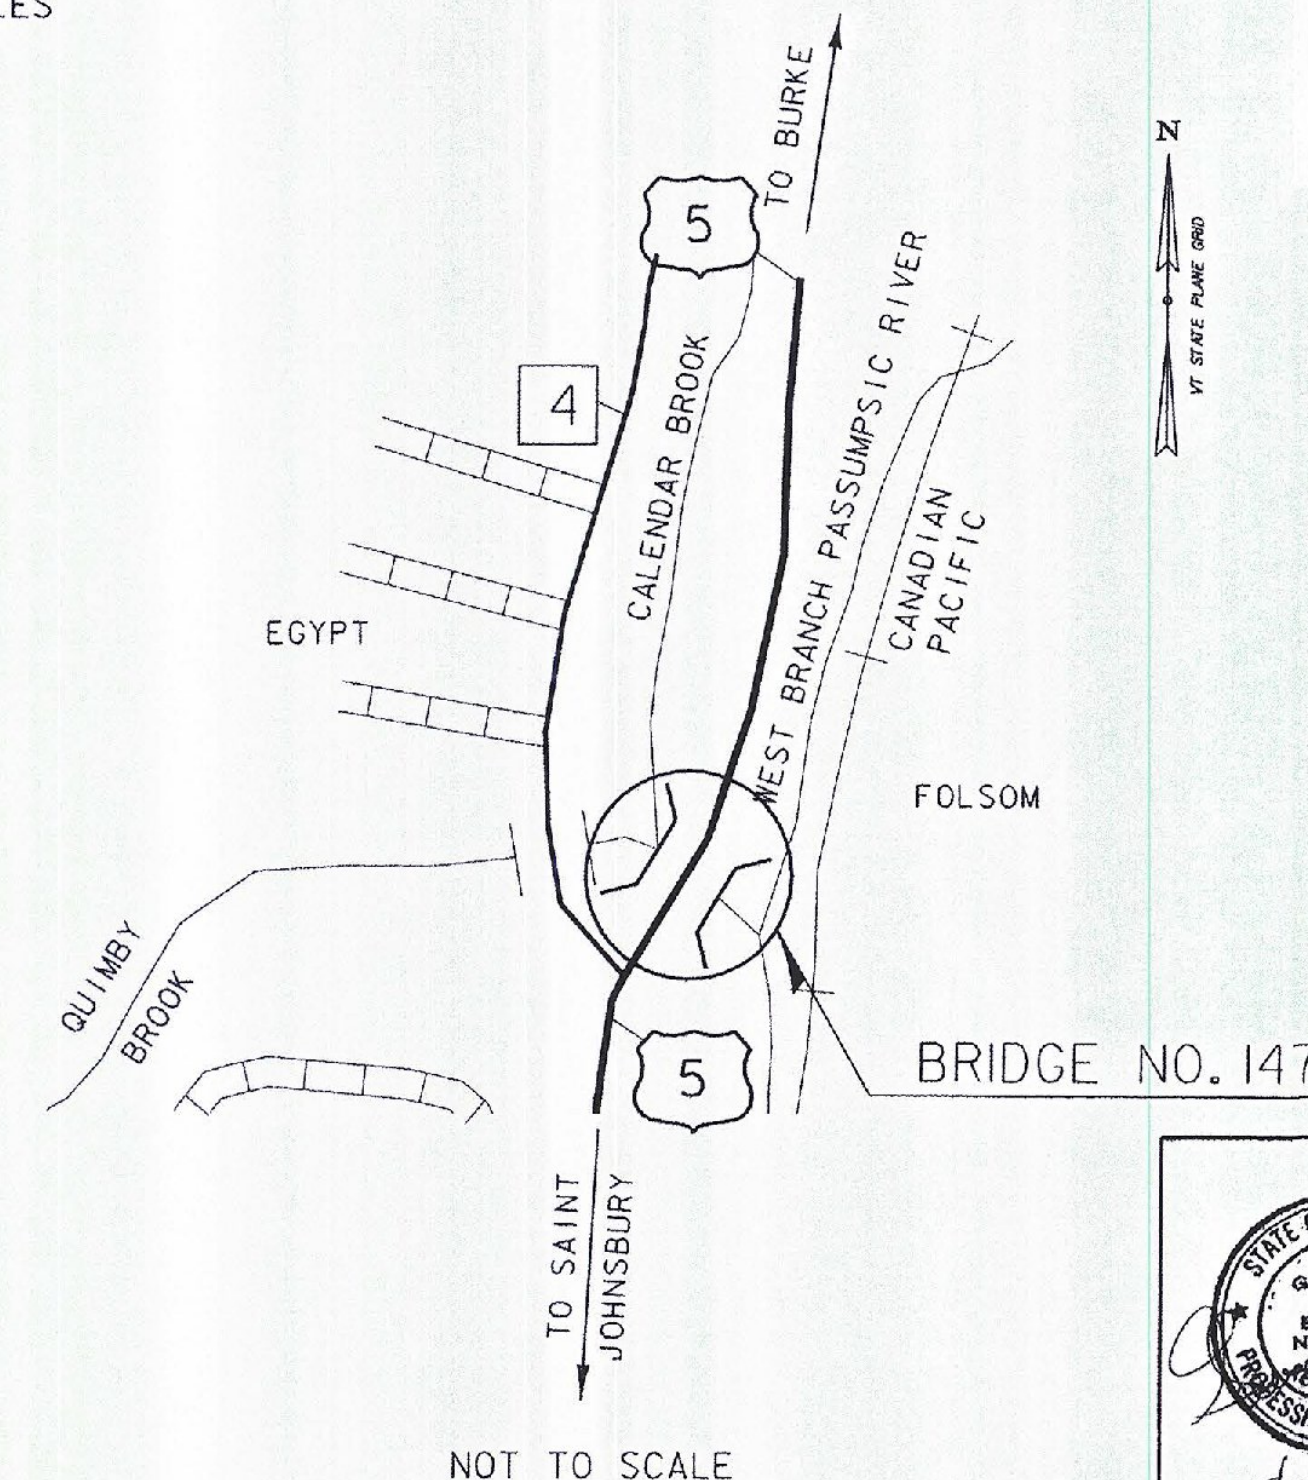 TO BURKE
5
N
VT STATE PLANE GRID
4
CALENDAR BROOK
WEST BRANCH PASSUMPSIC RIVER
CANADIAN
PACIFIC
EGYPT
FOLSOM
QUIMBY
BROOK
5
BRIDGE NO. 147
TO SAINT
JOHNSBURY
STATE
NOT TO SCALE